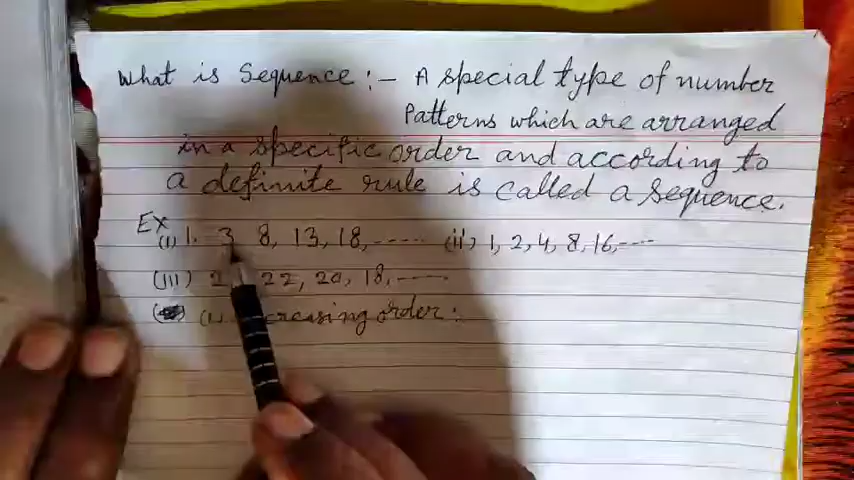 What is Sequence :- A special type of number
Patterns which are arranged
in a specific order and according to
a definite rule is called a sequence.
Ex
(i) 1. 3 8, 13, 18, ----- (ii) 1, 2, 4, 8, 16, ---
(iii) 22, 20, 18, -----
(i) creasing order :